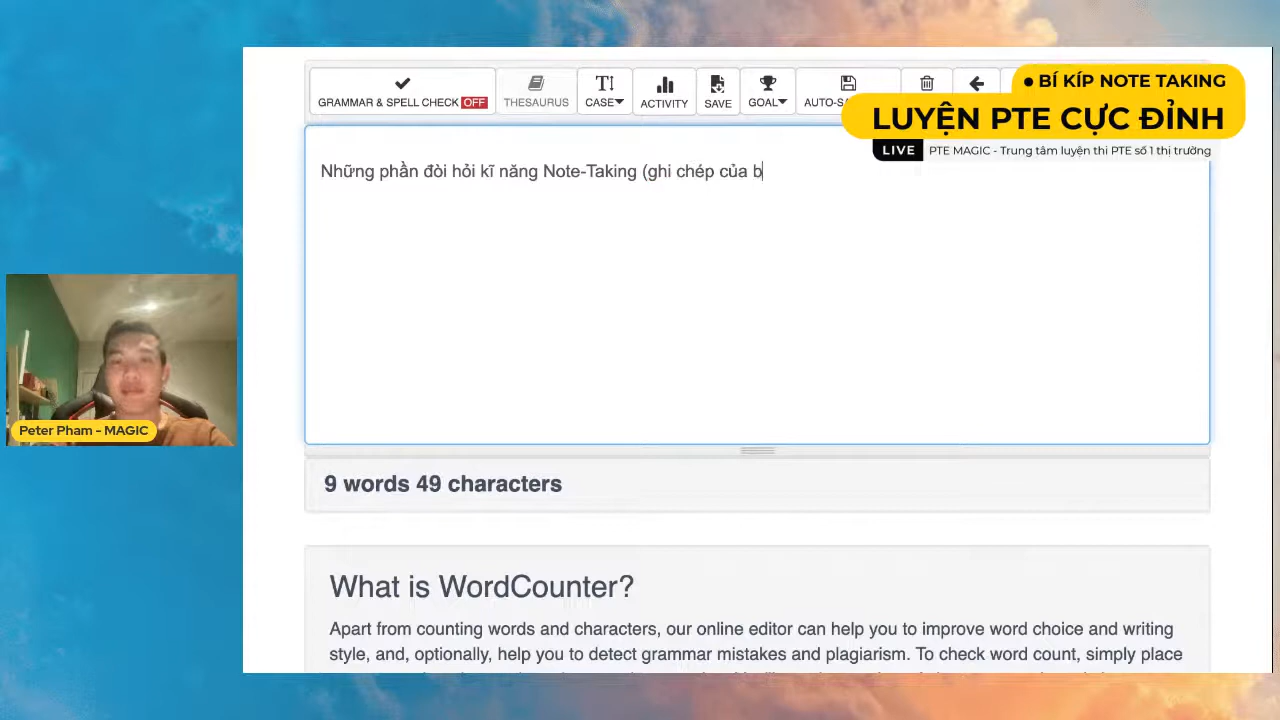 GRAMMAR & SPELL CHECK OFF
THESAURUS
CASE
ACTIVITY
SAVE
GOAL
● BÍ KÍP NOTE TAKING
LUYỆN PTE CỰC ĐỈNH
LIVE PTE MAGIC - Trung tâm luyện thi PTE số 1 thị trường
Những phần đòi hỏi kĩ năng Note-Taking (ghi chép của b
Peter Pham - MAGIC
9 words 49 characters
What is WordCounter?
Apart from counting words and characters, our online editor can help you to improve word choice and writing
style, and, optionally, help you to detect grammar mistakes and plagiarism. To check word count, simply place